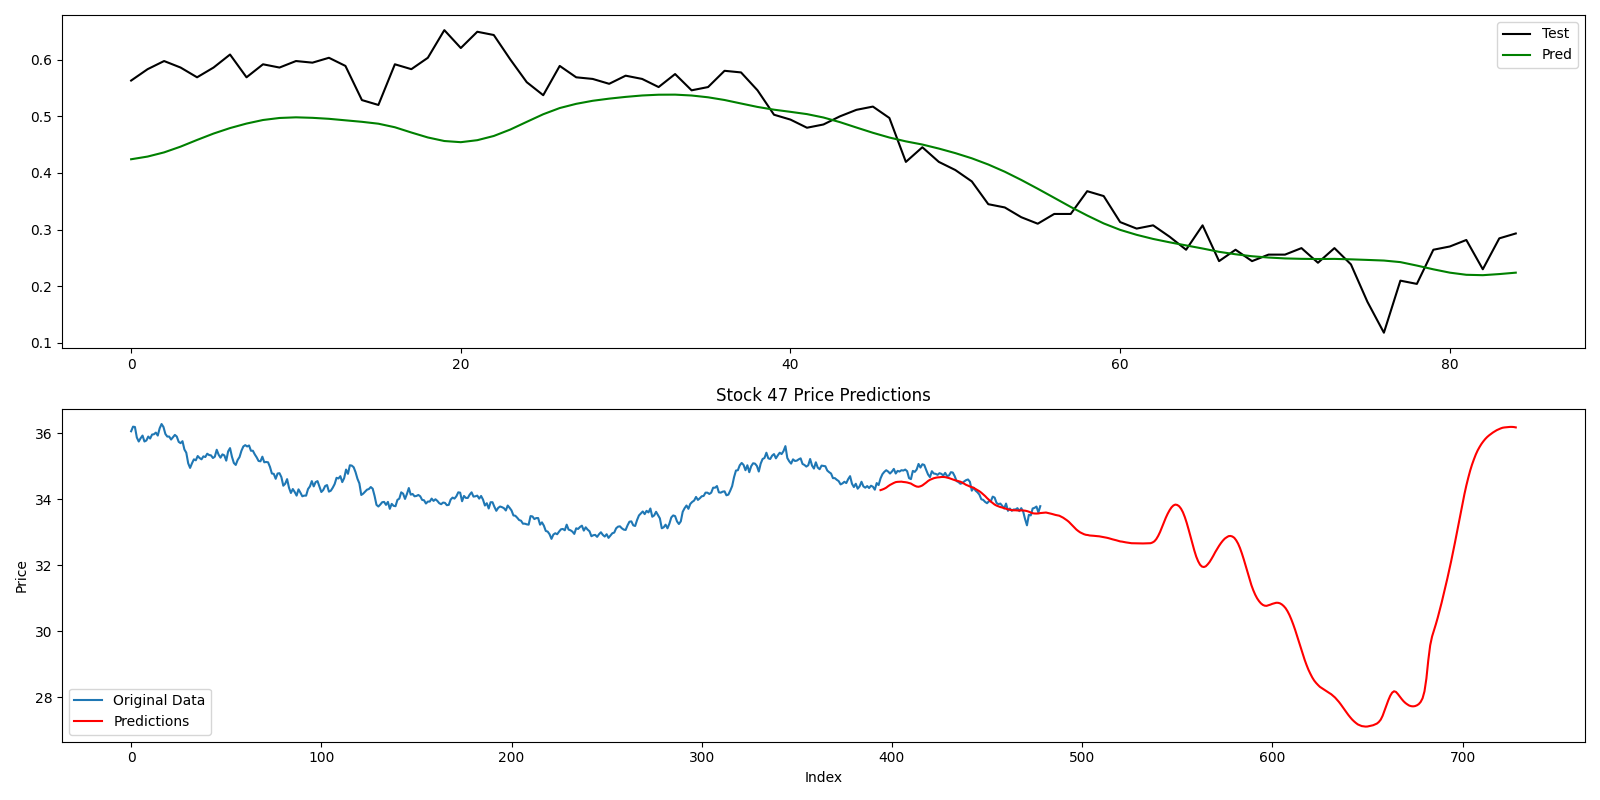 Test
Pred
0.6
0.5
0.4
0.3
0.2
0.1
0 20 40 60 80
Stock 47 Price Predictions
Price
36
34
32
30
28
Original Data
Predictions
0 100 200 300 400 500 600 700
Index